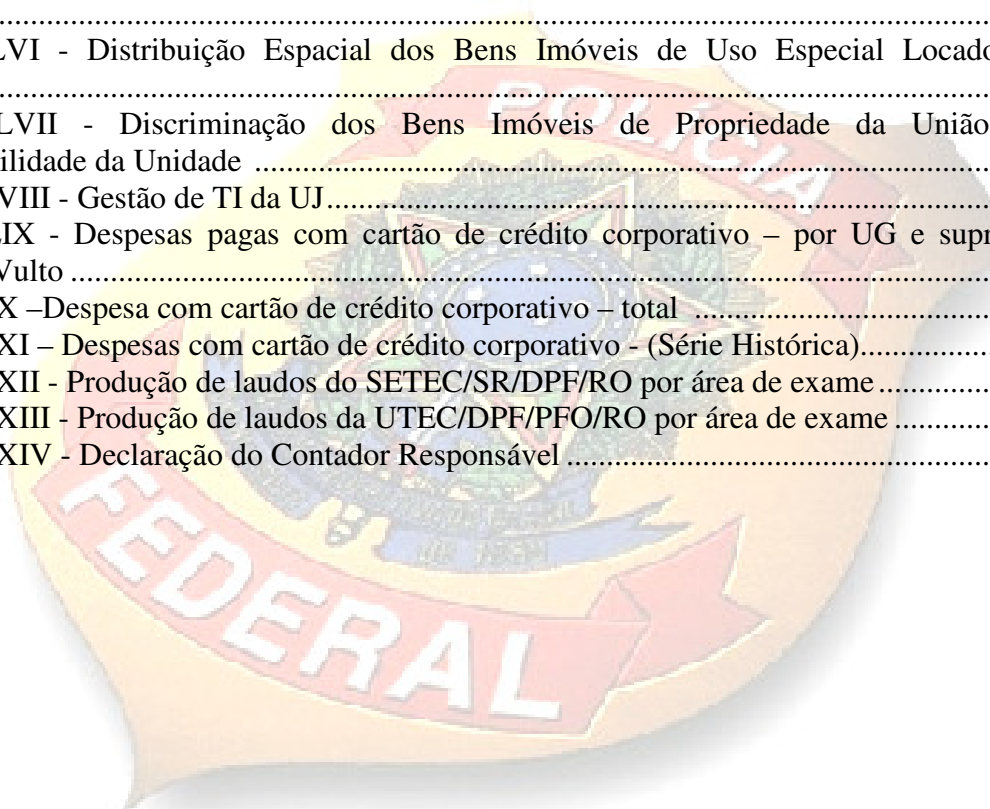 ....................................................................................................
LVI - Distribuição Espacial dos Bens Imóveis de Uso Especial Locado
....................................................................................................
LVII - Discriminação dos Bens Imóveis de Propriedade da União
ilidade da Unidade ....................................................................................
VIII - Gestão de TI da UJ....................................................................................
IX - Despesas pagas com cartão de crédito corporativo – por UG e supr
Vulto ....................................................................................................
X –Despesa com cartão de crédito corporativo – total ......................................
XI – Despesas com cartão de crédito corporativo - (Série Histórica).................
XII - Produção de laudos do SETEC/SR/DPF/RO por área de exame ...............
XIII - Produção de laudos da UTEC/DPF/PFO/RO por área de exame .............
XIV - Declaração do Contador Responsável .......................................................
POLÍCIA
FEDERAL